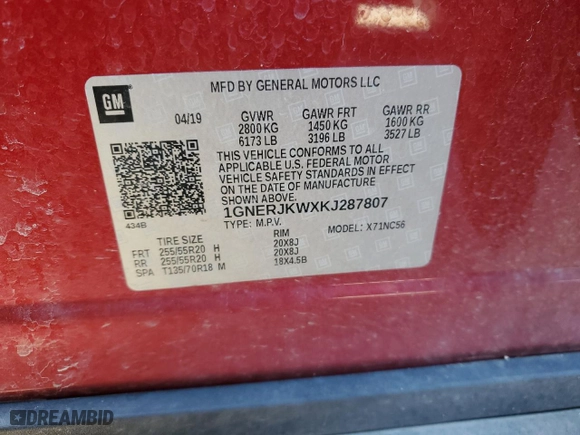 MFD BY GENERAL MOTORS LLC
GM
04/19 GVWR GAWR FRT GAWR RR
2800 KG 1450 KG 1600 KG
6173 LB 3196 LB 3527 LB
THIS VEHICLE CONFORMS TO ALL
APPLICABLE U.S. FEDERAL MOTOR
VEHICLE SAFETY STANDARDS IN EFFECT
ON THE DATE OF MANUFACTURE SHOWN
ABOVE.
1GNERJKWXKJ287807
TYPE: M.P.V. MODEL: X71NC56
434B
TIRE SIZE RIM
FRT 255/55R20 H 20X8J
RR 255/55R20 H 20X8J
SPA T135/70R18 M 18X4.5B
DREAMBID